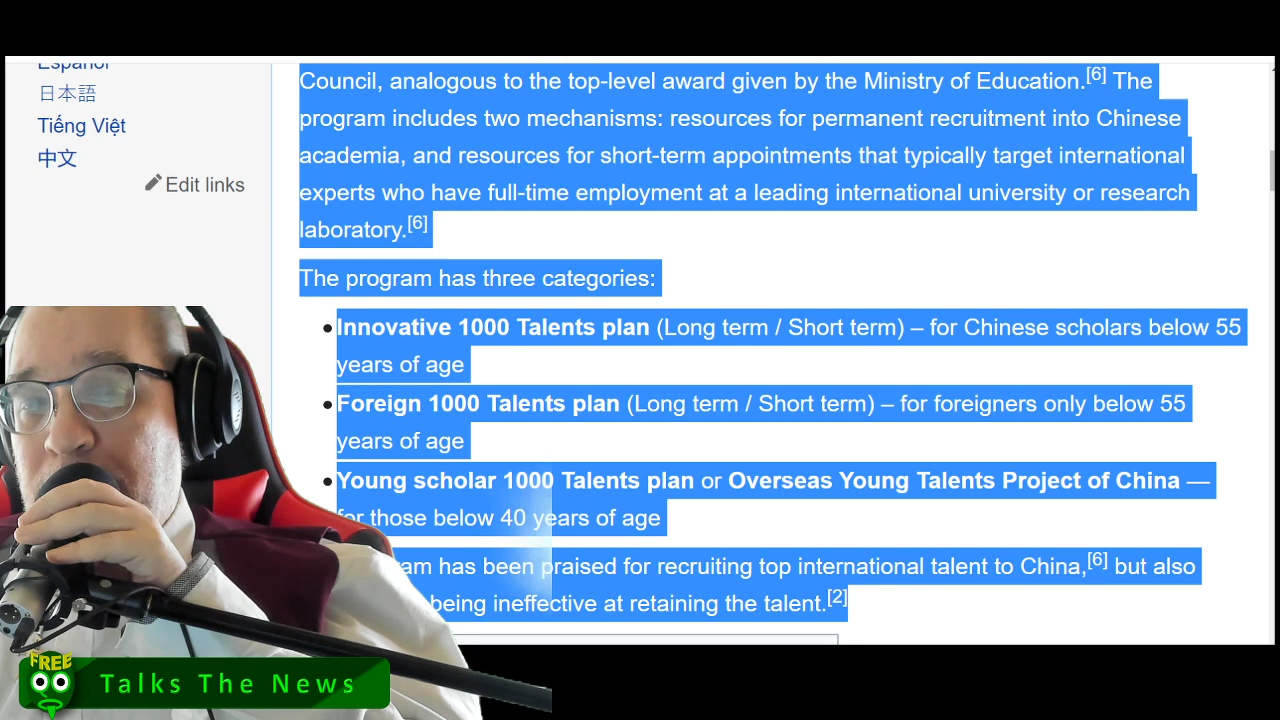 Español
日本語
Tiếng Việt
中文
Edit links
Council, analogous to the top-level award given by the Ministry of Education.[6] The
program includes two mechanisms: resources for permanent recruitment into Chinese
academia, and resources for short-term appointments that typically target international
experts who have full-time employment at a leading international university or research
laboratory.[6]
The program has three categories:
Innovative 1000 Talents plan (Long term / Short term) – for Chinese scholars below 55
years of age
Foreign 1000 Talents plan (Long term / Short term) – for foreigners only below 55
years of age
Young scholar 1000 Talents plan or Overseas Young Talents Project of China —
for those below 40 years of age
am has been praised for recruiting top international talent to China,[6] but also
being ineffective at retaining the talent.[2]
FREE
Talks The News